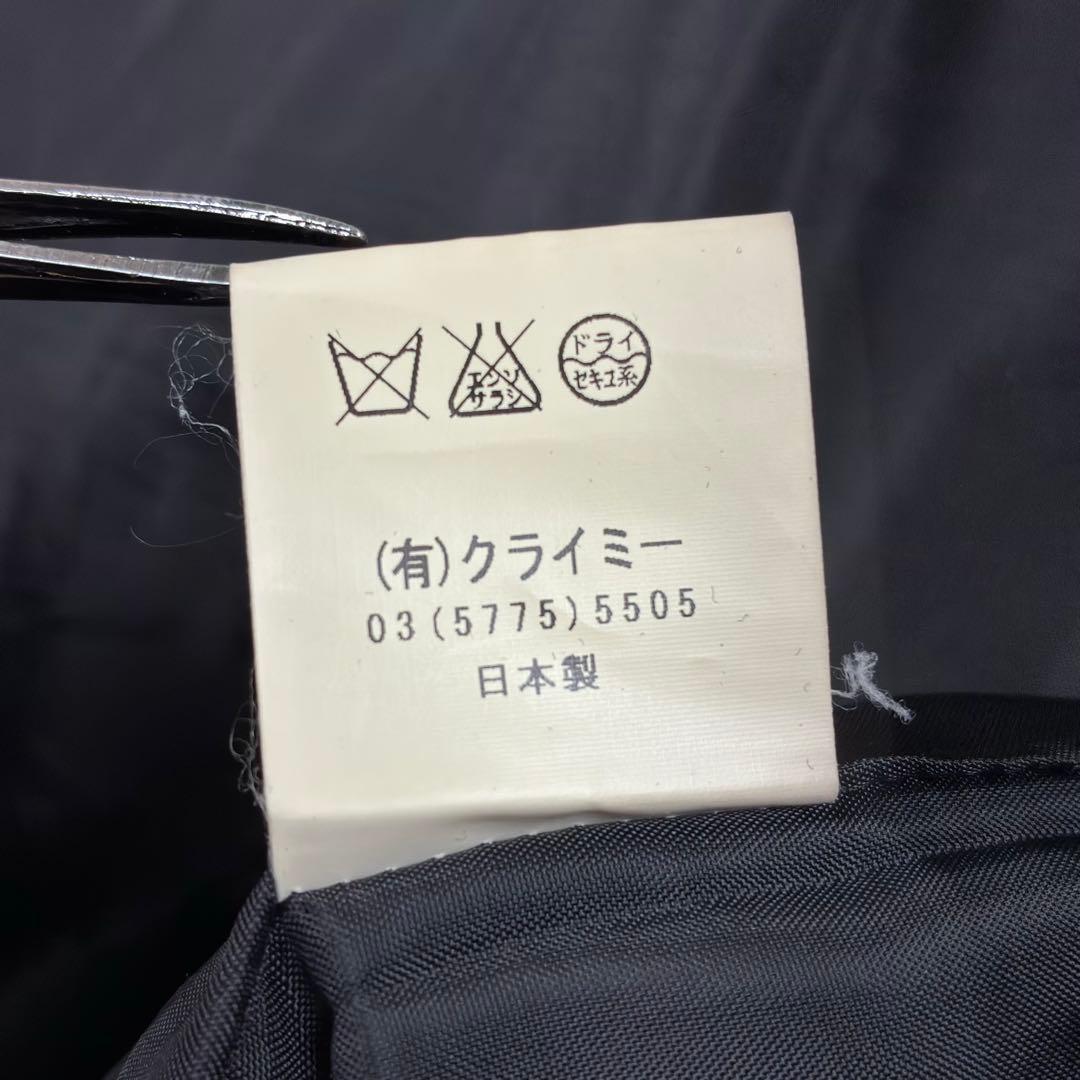 エンソ サラシ
ドライ
セキユ系
(有)クライミー
03(5775)5505
日本製